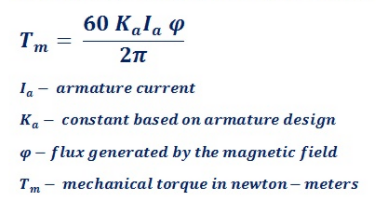 Tₘ = 60 KₐIₐ φ / 2π
Iₐ – armature current
Kₐ – constant based on armature design
φ – flux generated by the magnetic field
Tₘ – mechanical torque in newton – meters